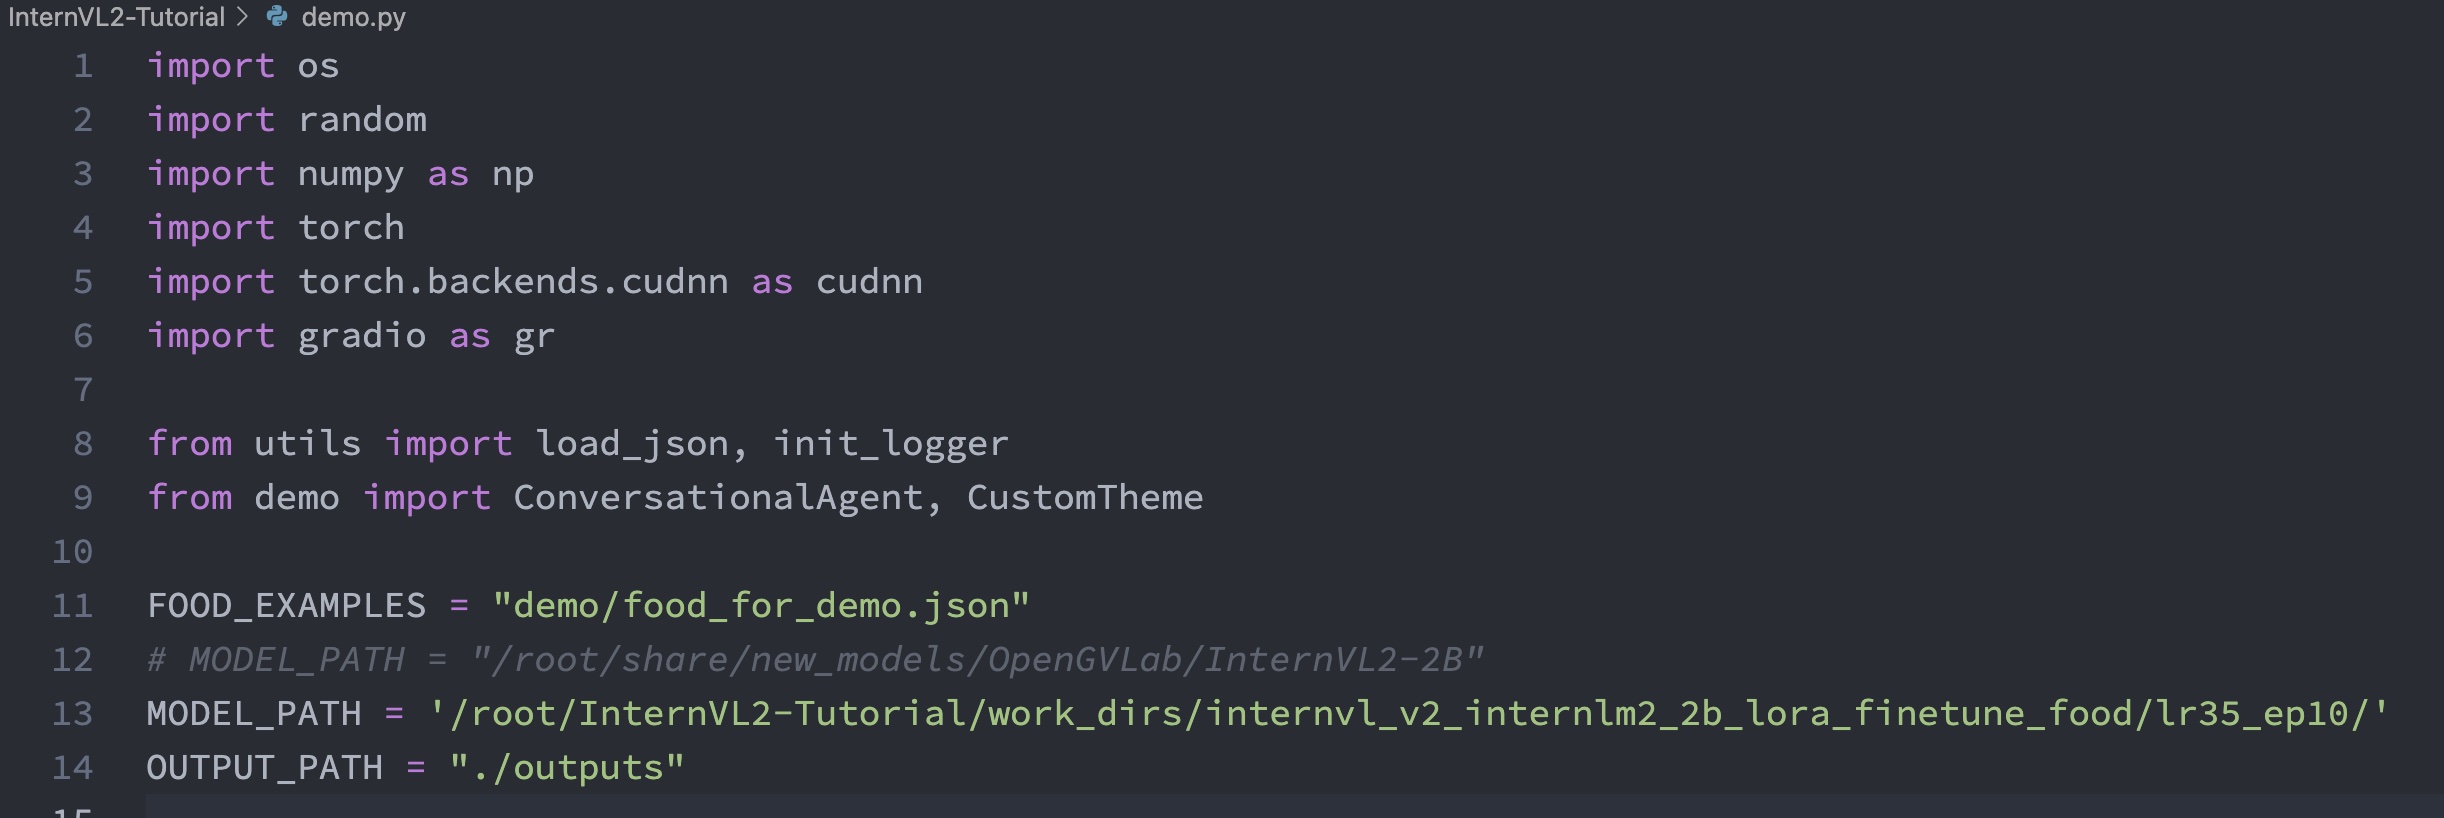 InternVL2-Tutorial > demo.py
1 import os
2 import random
3 import numpy as np
4 import torch
5 import torch.backends.cudnn as cudnn
6 import gradio as gr
7
8 from utils import load_json, init_logger
9 from demo import ConversationalAgent, CustomTheme
10
11 FOOD_EXAMPLES = "demo/food_for_demo.json"
12 # MODEL_PATH = "/root/share/new_models/OpenGVLab/InternVL2-2B"
13 MODEL_PATH = '/root/InternVL2-Tutorial/work_dirs/internvl_v2_internlm2_2b_lora_finetune_food/lr35_ep10/'
14 OUTPUT_PATH = "./outputs"
15